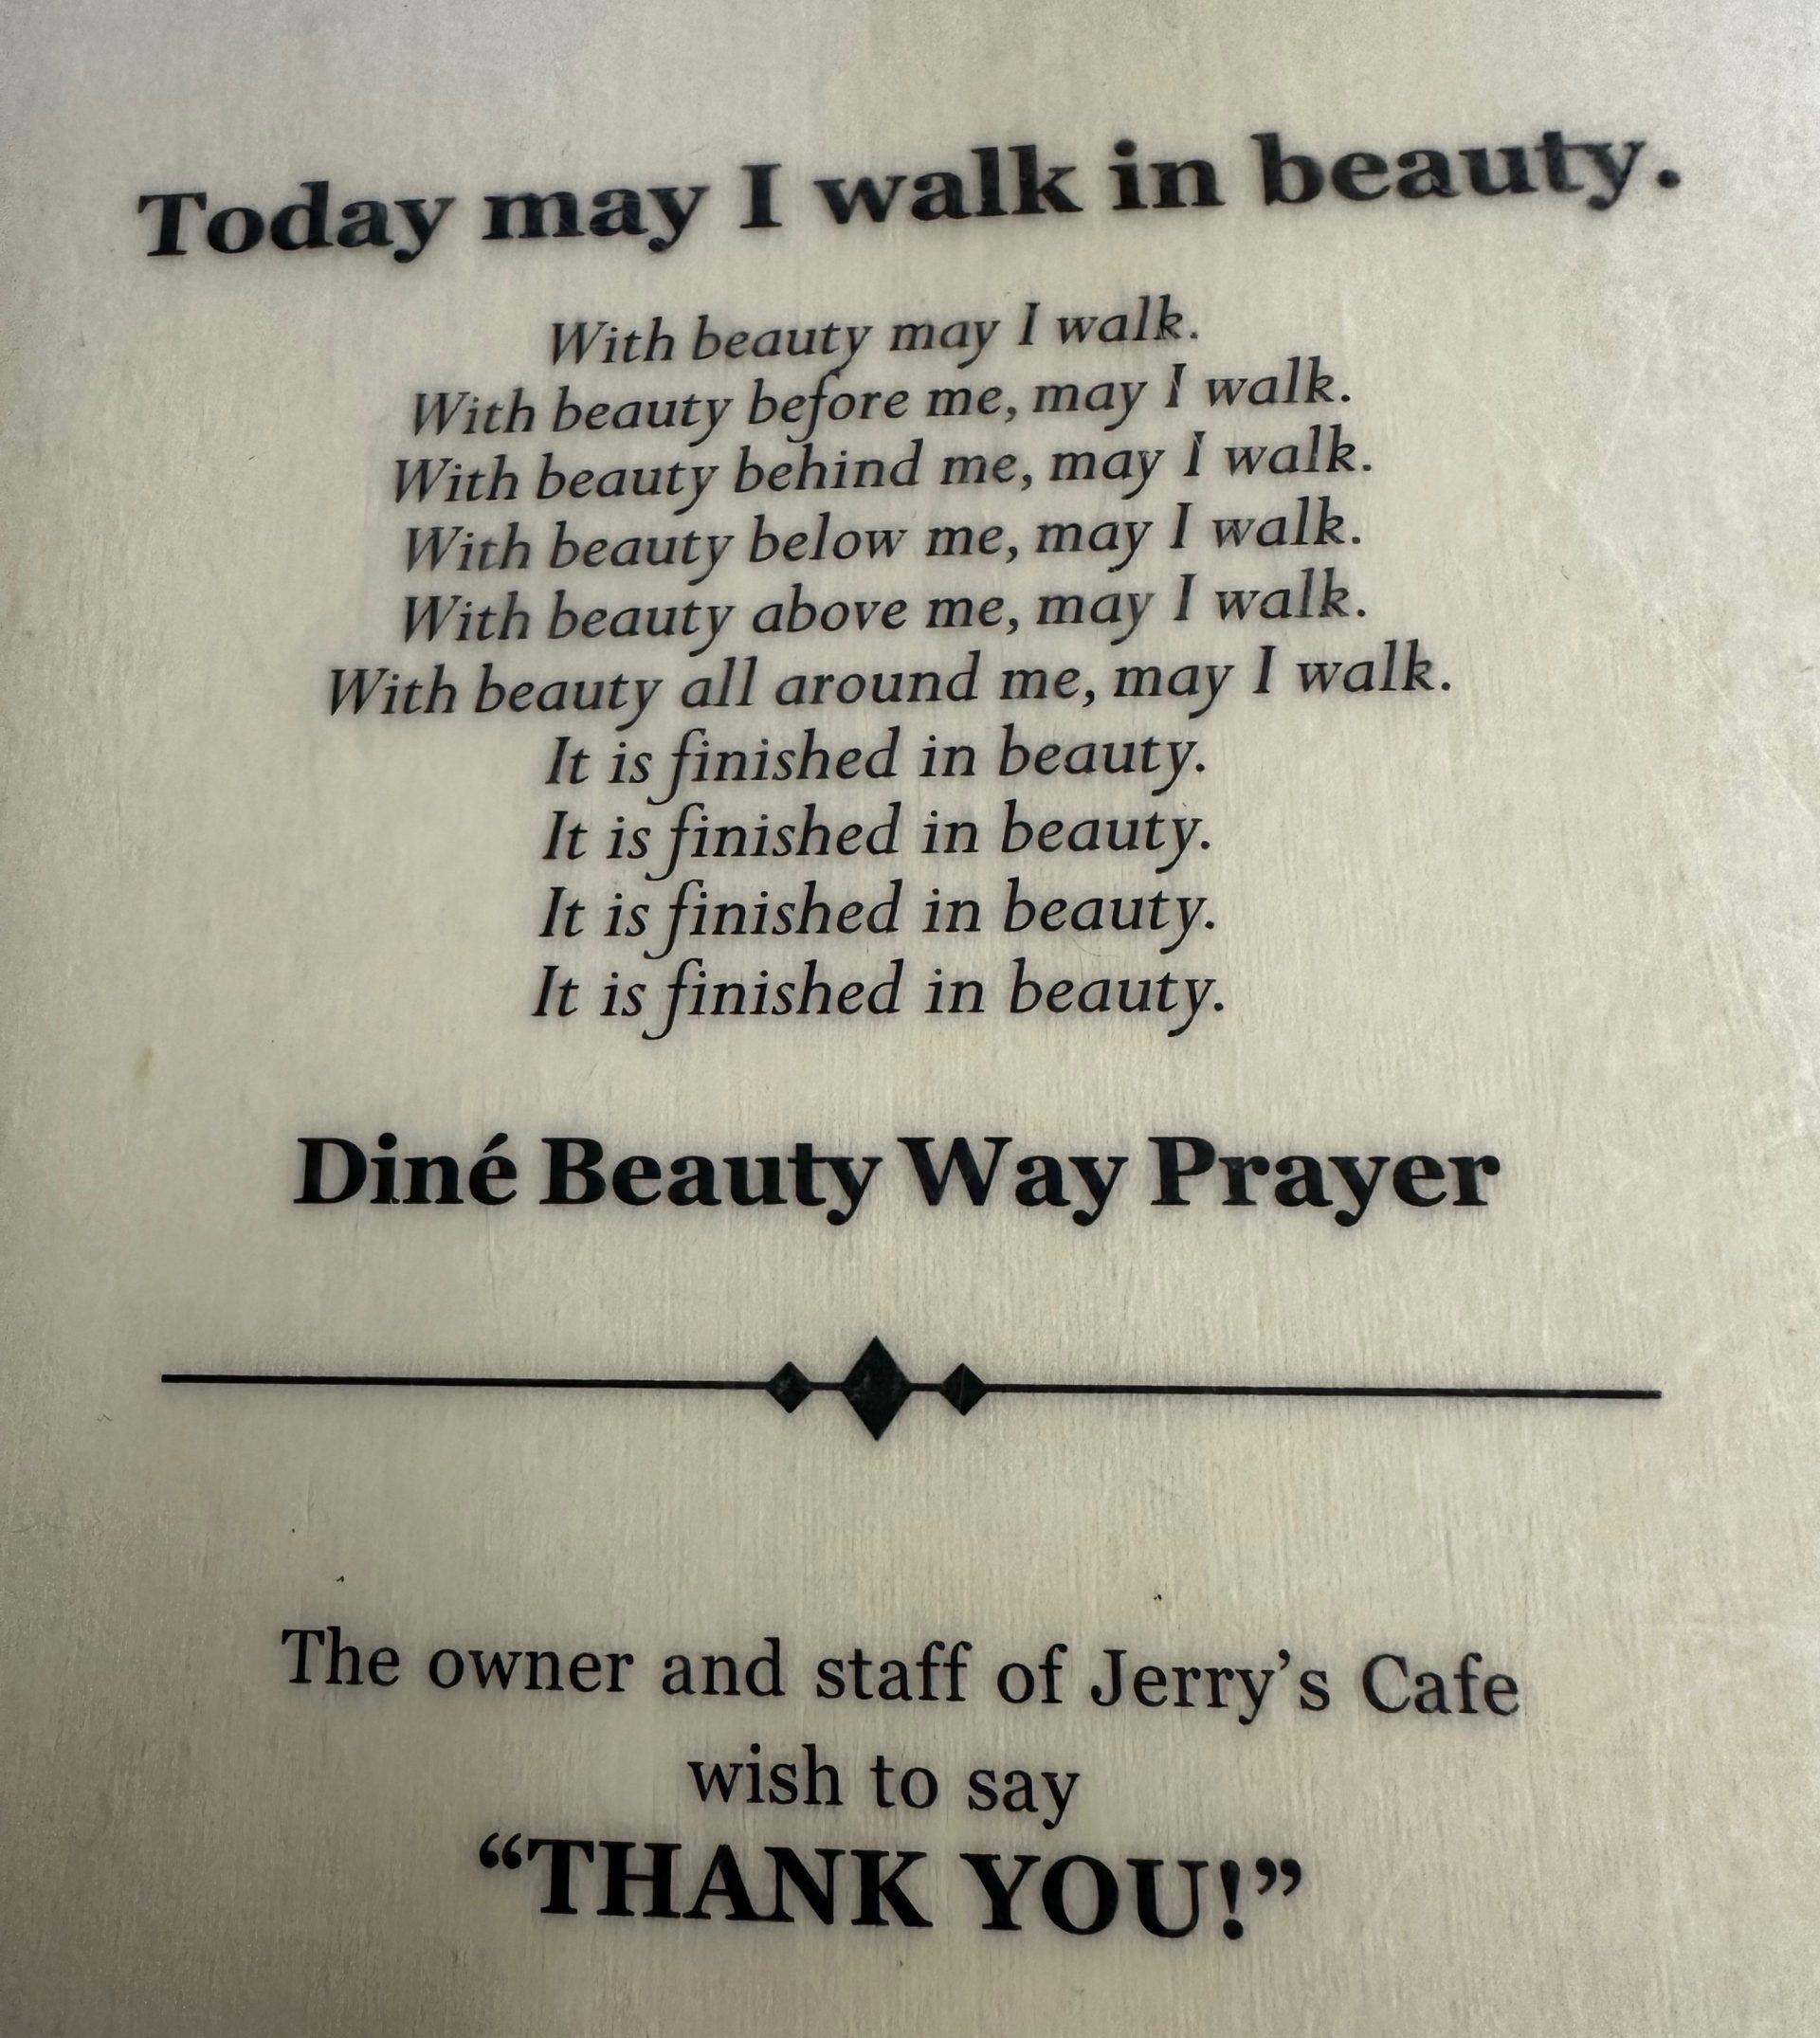 Today may I walk in beauty.
With beauty may I walk.
With beauty before me, may I walk.
With beauty behind me, may I walk.
With beauty below me, may I walk.
With beauty above me, may I walk.
With beauty all around me, may I walk.
It is finished in beauty.
It is finished in beauty.
It is finished in beauty.
It is finished in beauty.
Diné Beauty Way Prayer
The owner and staff of Jerry’s Cafe
wish to say
“THANK YOU!”